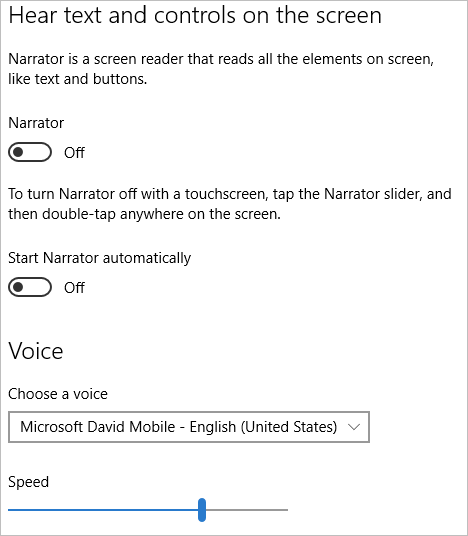 Hear text and controls on the screen
Narrator is a screen reader that reads all the elements on screen,
like text and buttons.
Narrator
Off
To turn Narrator off with a touchscreen, tap the Narrator slider, and
then double-tap anywhere on the screen.
Start Narrator automatically
Off
Voice
Choose a voice
Microsoft David Mobile - English (United States)
Speed